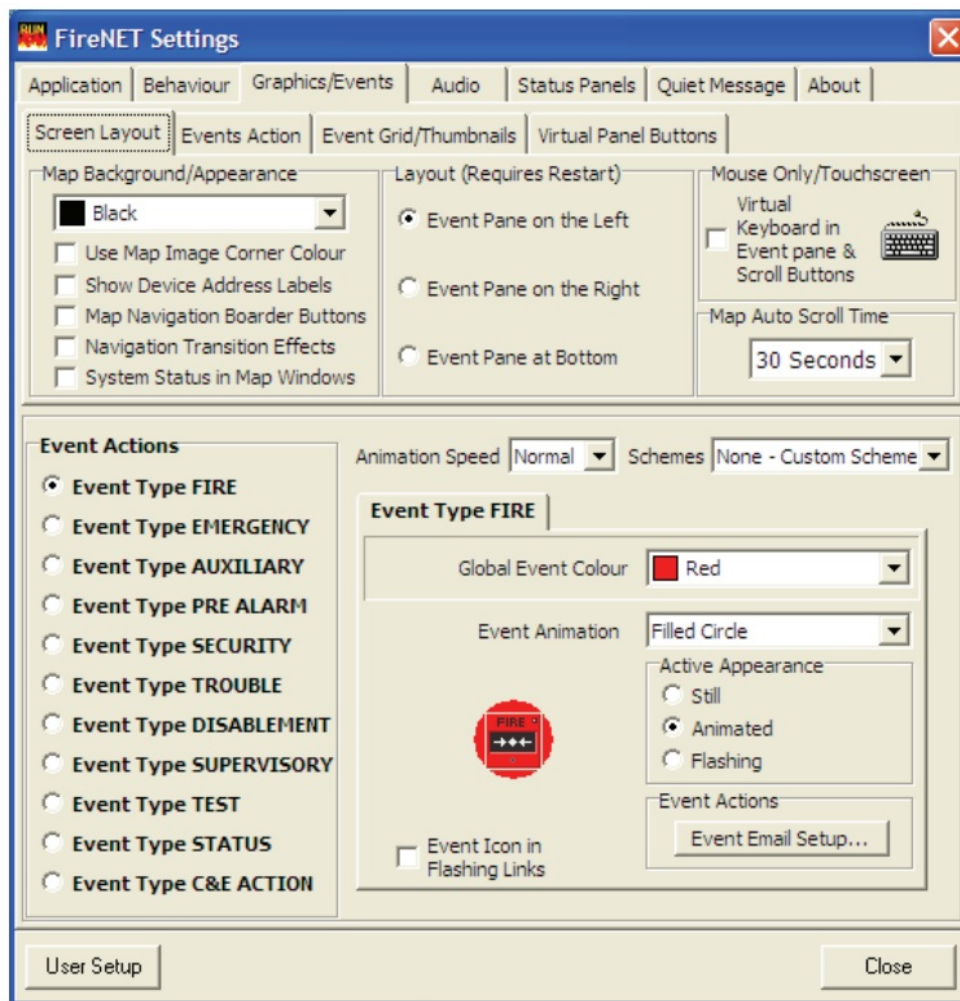 RUN
FireNET Settings
Application Behaviour Graphics/Events Audio Status Panels Quiet Message About
Screen Layout Events Action Event Grid/Thumbnails Virtual Panel Buttons
Map Background/Appearance
Black
Use Map Image Corner Colour
Show Device Address Labels
Map Navigation Boarder Buttons
Navigation Transition Effects
System Status in Map Windows
Layout (Requires Restart)
Event Pane on the Left
Event Pane on the Right
Event Pane at Bottom
Mouse Only/Touchscreen
Virtual
Keyboard in
Event pane &
Scroll Buttons
Map Auto Scroll Time
30 Seconds
Event Actions
Event Type FIRE
Event Type EMERGENCY
Event Type AUXILIARY
Event Type PRE ALARM
Event Type SECURITY
Event Type TROUBLE
Event Type DISABLEMENT
Event Type SUPERVISORY
Event Type TEST
Event Type STATUS
Event Type C&E ACTION
Animation Speed Normal Schemes None - Custom Scheme
Event Type FIRE
Global Event Colour Red
Event Animation Filled Circle
Active Appearance
Still
Animated
Flashing
FIRE
Event Icon in
Flashing Links
Event Actions
Event Email Setup...
User Setup Close